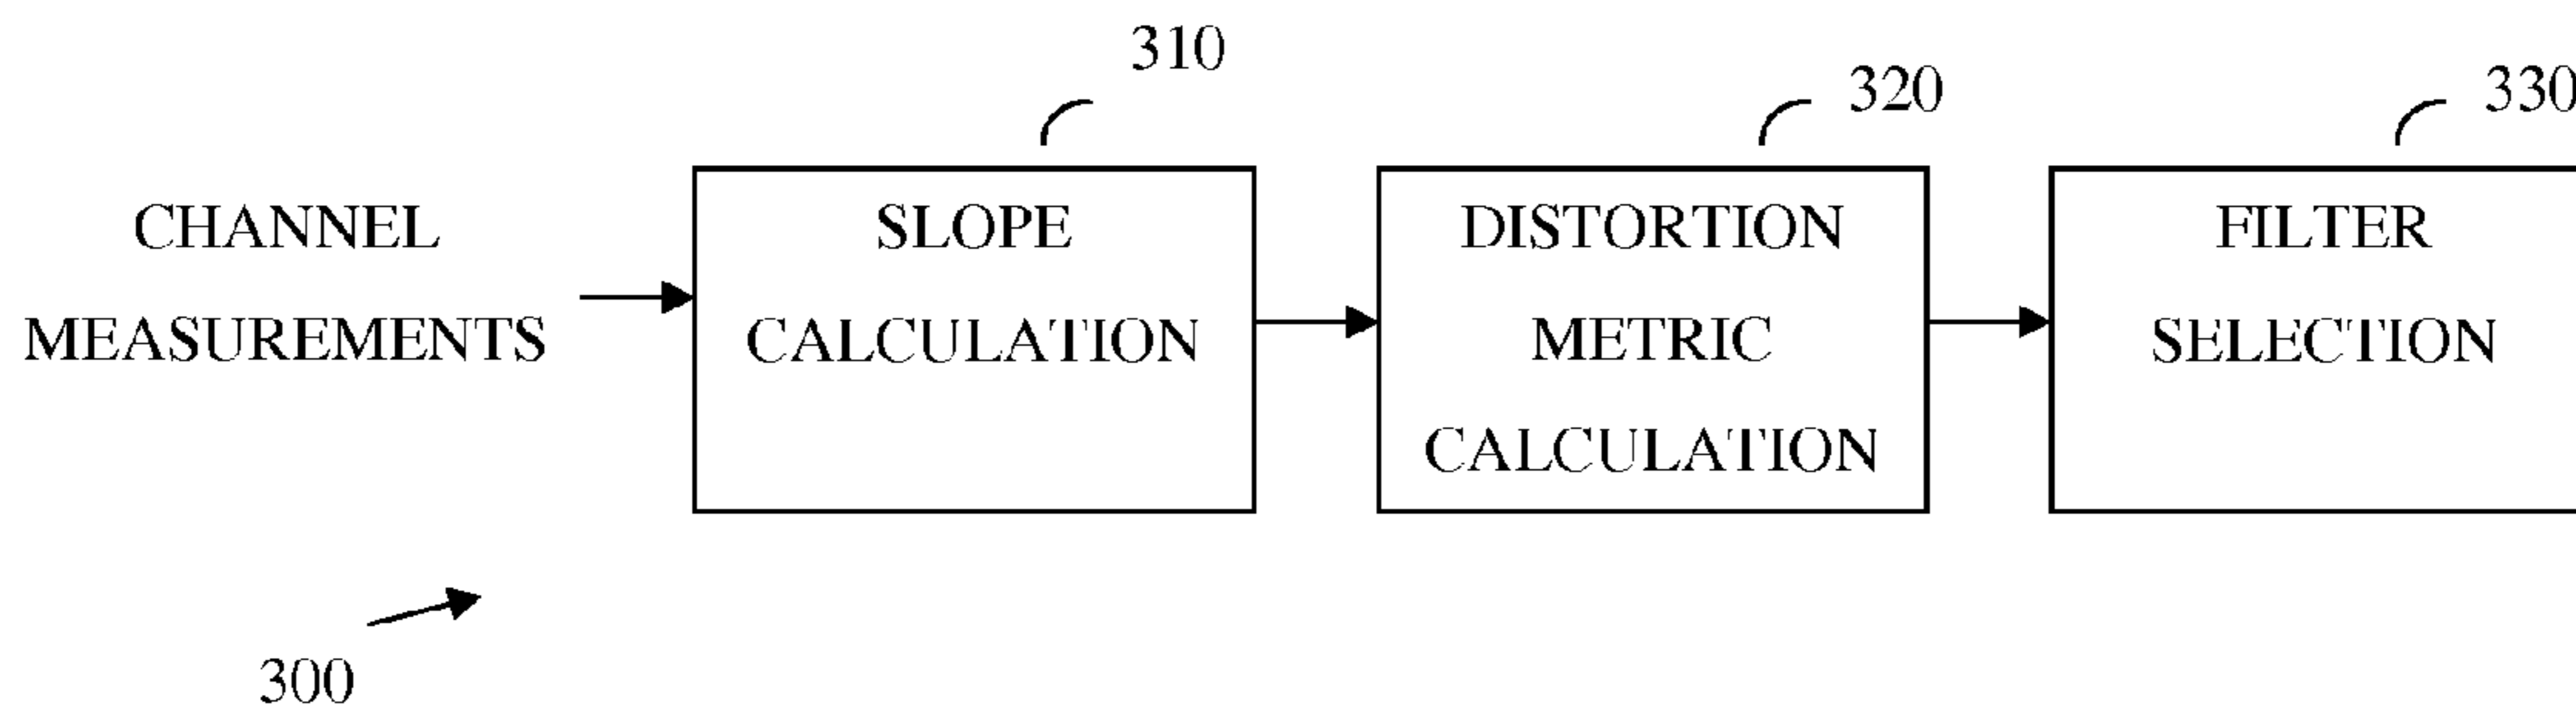 310
320
330
CHANNEL
MEASUREMENTS
SLOPE
CALCULATION
DISTORTION
METRIC
CALCULATION
FILTER
SELECTION
300